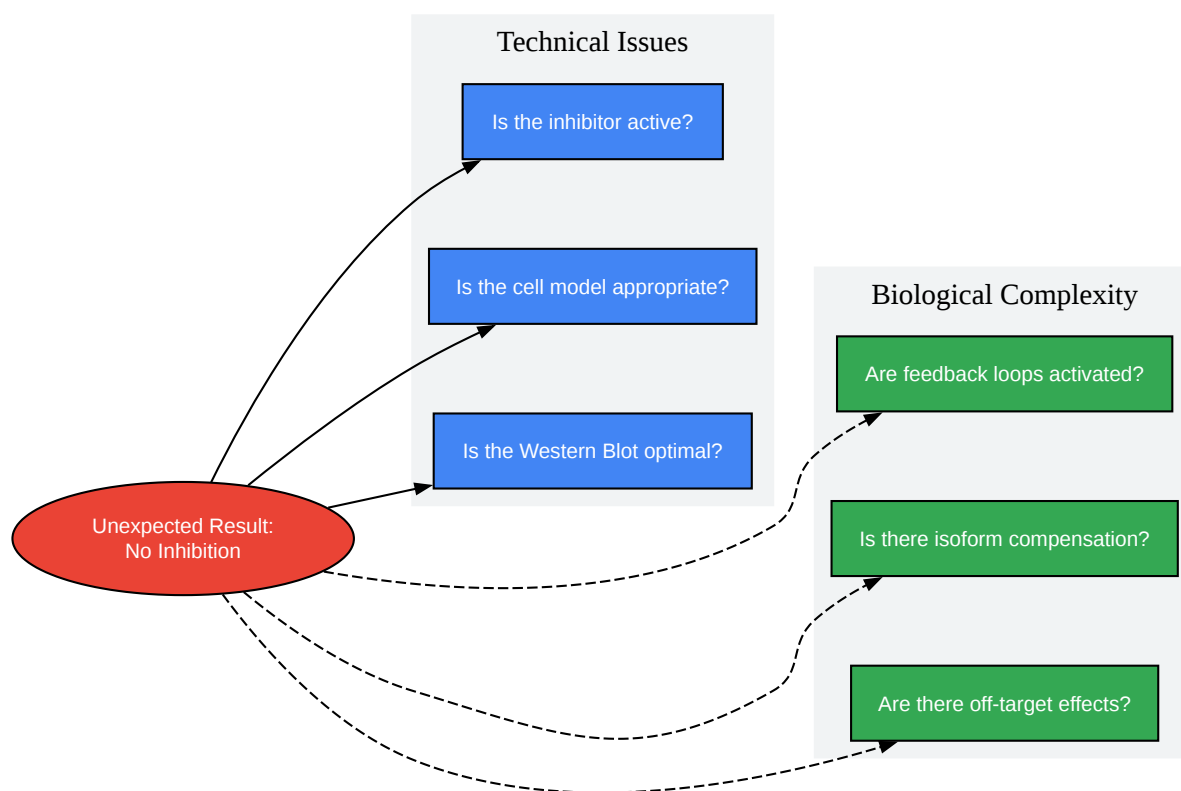 Technical Issues
Is the inhibitor active?
Is the cell model appropriate?
Is the Western Blot optimal?
Unexpected Result:
No Inhibition
Biological Complexity
Are feedback loops activated?
Is there isoform compensation?
Are there off-target effects?